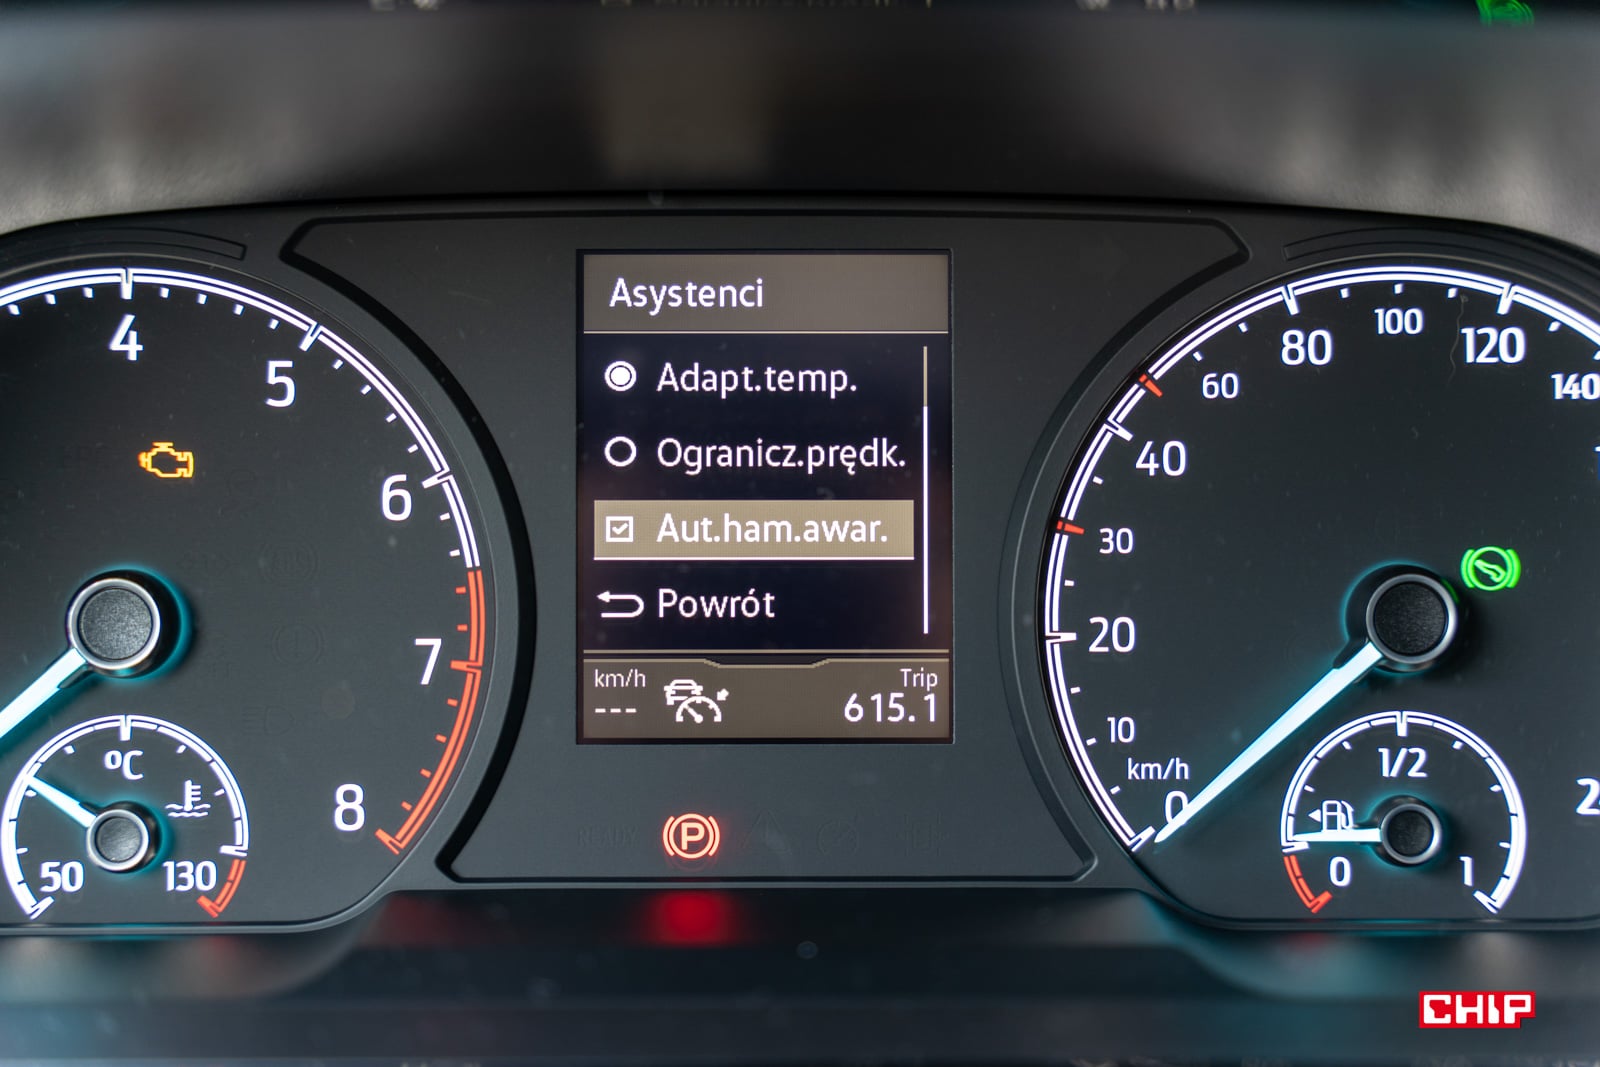 Asystenci
Adapt.temp.
Ogranicz.prędk.
Aut.ham.awar.
Powrót
km/h
---
Trip
615.1
4
5
6
7
8
ºC
50
130
P
0
10
20
30
40
60
80
100
120
140
km/h
1/2
0
1
CHIP